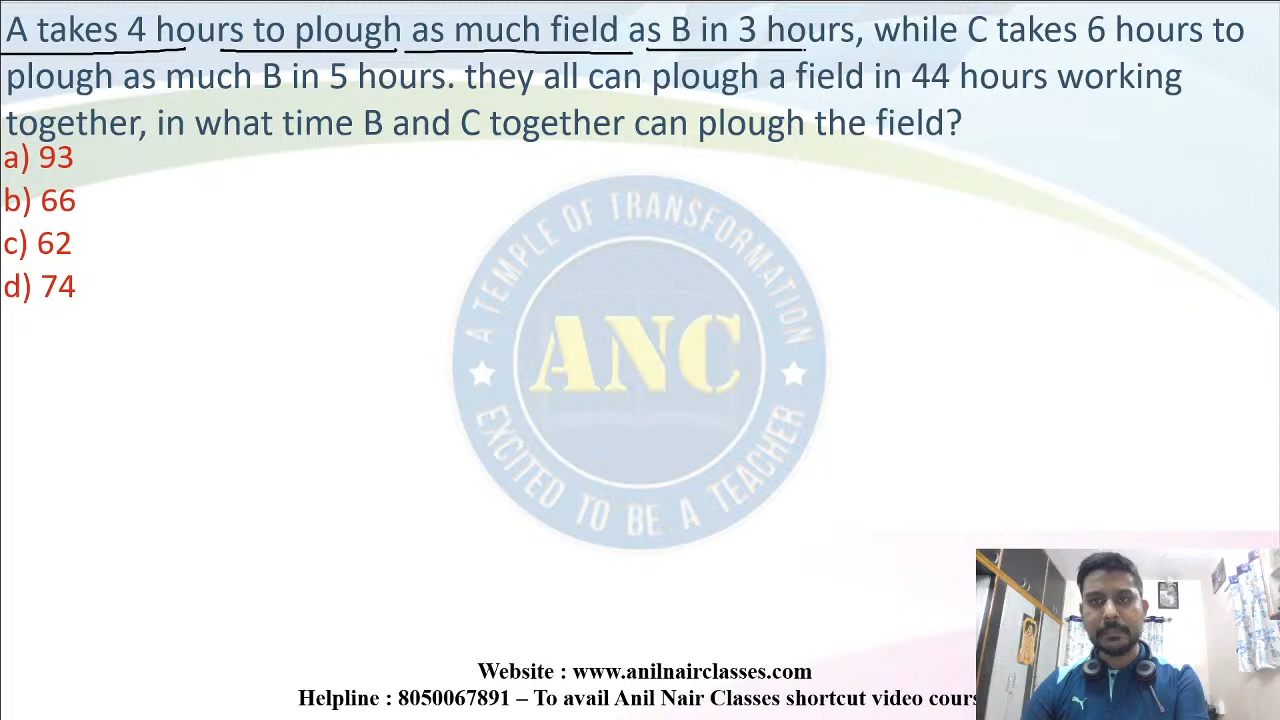 A takes 4 hours to plough as much field as B in 3 hours, while C takes 6 hours to
plough as much B in 5 hours. they all can plough a field in 44 hours working
together, in what time B and C together can plough the field?
a) 93
b) 66
c) 62
d) 74
A TEMPLE OF TRANSFORMATION
ANC
EXCITED TO BE A TEACHER
Website : www.anilnairclasses.com
Helpline : 8050067891 – To avail Anil Nair Classes shortcut video cours